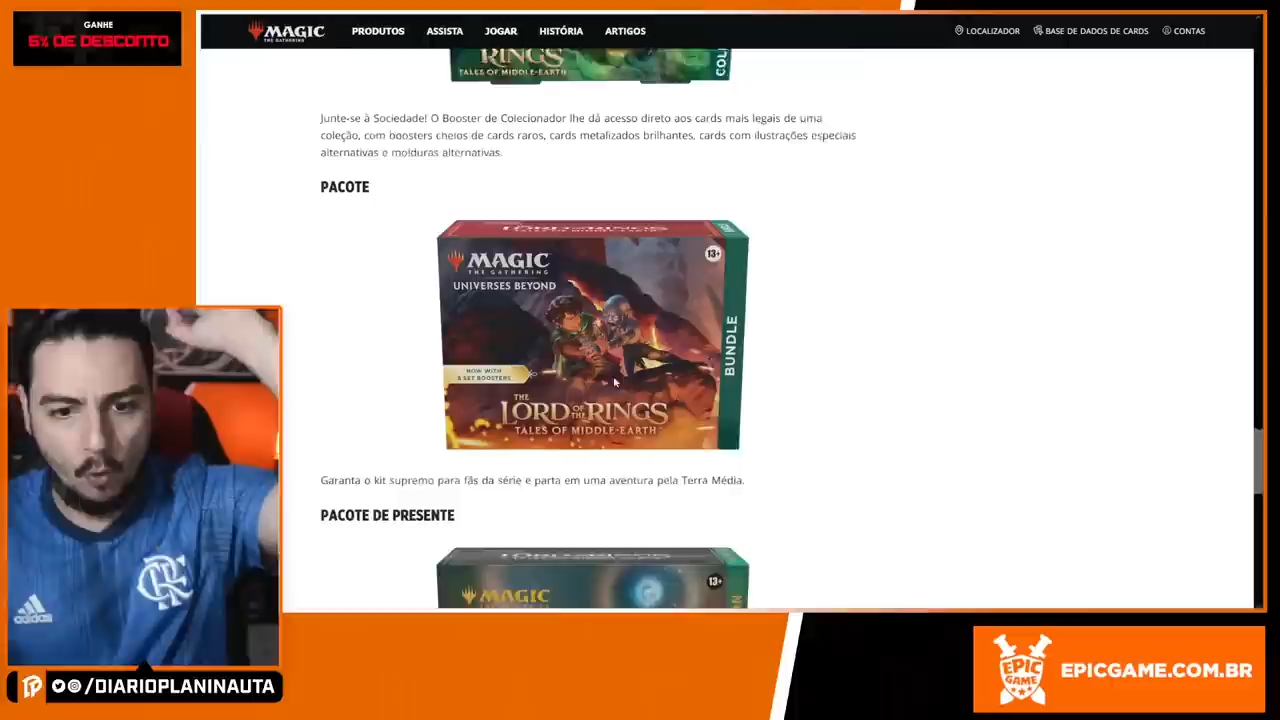 GANHE
5% DE DESCONTO
MAGIC
THE GATHERING
PRODUTOS
ASSISTA
JOGAR
HISTÓRIA
ARTIGOS
LOCALIZADOR
BASE DE DADOS DE CARDS
CONTAS
RINGS
TALES OF MIDDLE-EARTH
Junte-se à Sociedade! O Booster de Colecionador lhe dá acesso direto aos cards mais legais de uma
coleção, com boosters cheios de cards raros, cards metalizados brilhantes, cards com ilustrações especiais
alternativas e molduras alternativas.
PACOTE
MAGIC
THE GATHERING
UNIVERSES BEYOND
13+
BUNDLE
NOW WITH
8 SET BOOSTERS
THE
LORD OF THE RINGS
TALES OF MIDDLE-EARTH
Garanta o kit supremo para fãs da série e parta em uma aventura pela Terra Média.
PACOTE DE PRESENTE
MAGIC
13+
adidas
/DIARIOPLANINAUTA
EPIC
GAME
EPICGAME.COM.BR